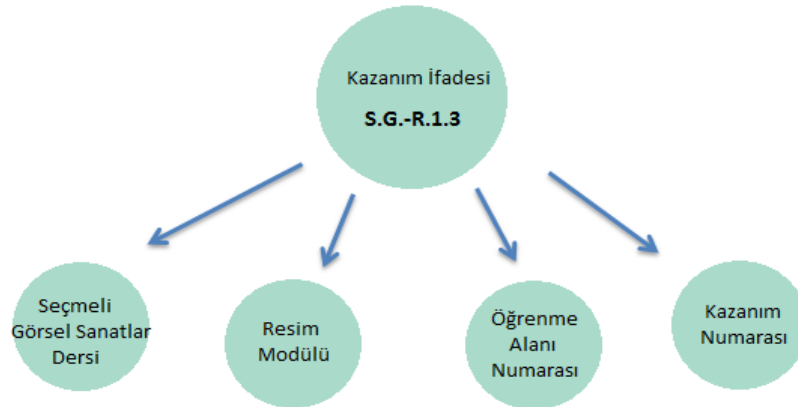 Kazanım İfadesi
S.G.-R.1.3
Seçmeli
Görsel Sanatlar
Dersi
Resim
Modülü
Öğrenme
Alanı
Numarası
Kazanım
Numarası